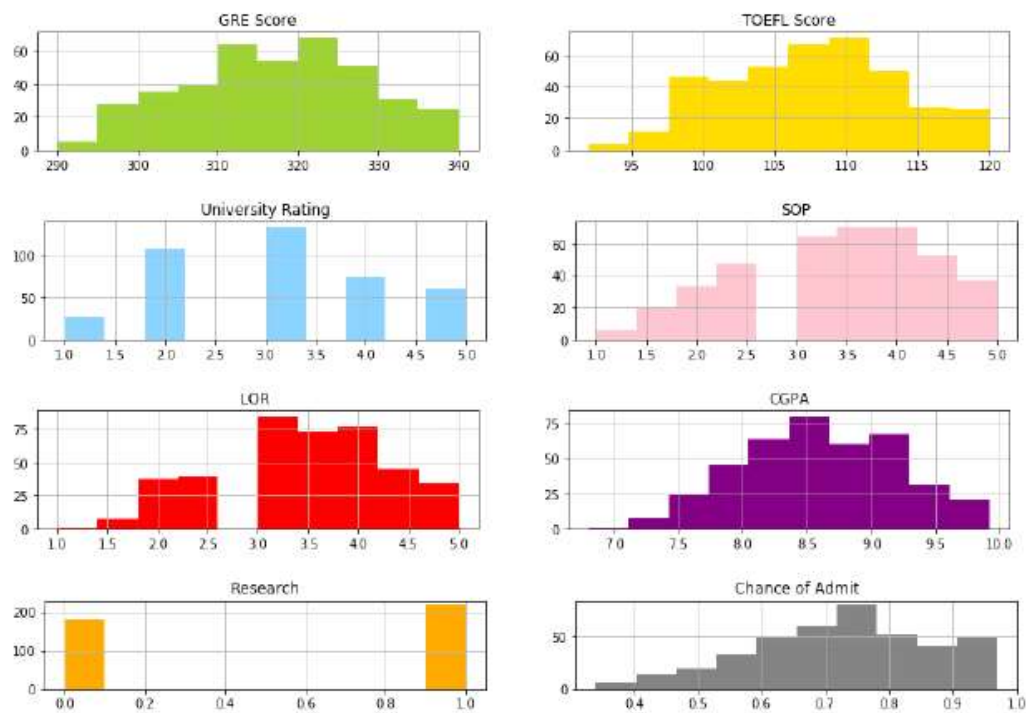 GRE Score
60
40
20
0
290 300 310 320 330 340
TOEFL Score
60
40
20
0
95 100 105 110 115 120
University Rating
100
50
0
1.0 1.5 2.0 2.5 3.0 3.5 4.0 4.5 5.0
SOP
60
40
20
0
1.0 1.5 2.0 2.5 3.0 3.5 4.0 4.5 5.0
LOR
75
50
25
0
1.0 1.5 2.0 2.5 3.0 3.5 4.0 4.5 5.0
CGPA
75
50
25
0
7.0 7.5 8.0 8.5 9.0 9.5 10.0
Research
200
100
0
0.0 0.2 0.4 0.6 0.8 1.0
Chance of Admit
50
0
0.4 0.5 0.6 0.7 0.8 0.9 1.0